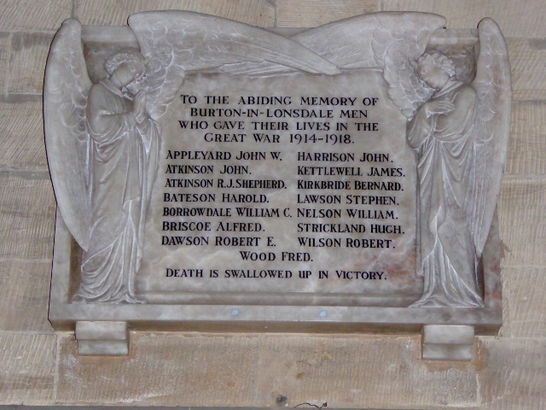 TO THE ABIDING MEMORY OF
BURTON-IN-LONSDALE MEN
WHO GAVE THEIR LIVES IN THE
GREAT WAR 1914-1918.
APPLEYARD JOHN W. HARRISON JOHN.
ATKINSON JOHN. KETTLEWELL JAMES.
ATKINSON R.J.SHEPHERD. KIRKBRIDE BERNARD.
BATESON HAROLD. LAWSON STEPHEN.
BORROWDALE WILLIAM C. NELSON WILLIAM.
BRISCOE ALFRED. STRICKLAND HUGH.
DAWSON ROBERT E. WILSON ROBERT.
WOOD FRED.
DEATH IS SWALLOWED UP IN VICTORY.